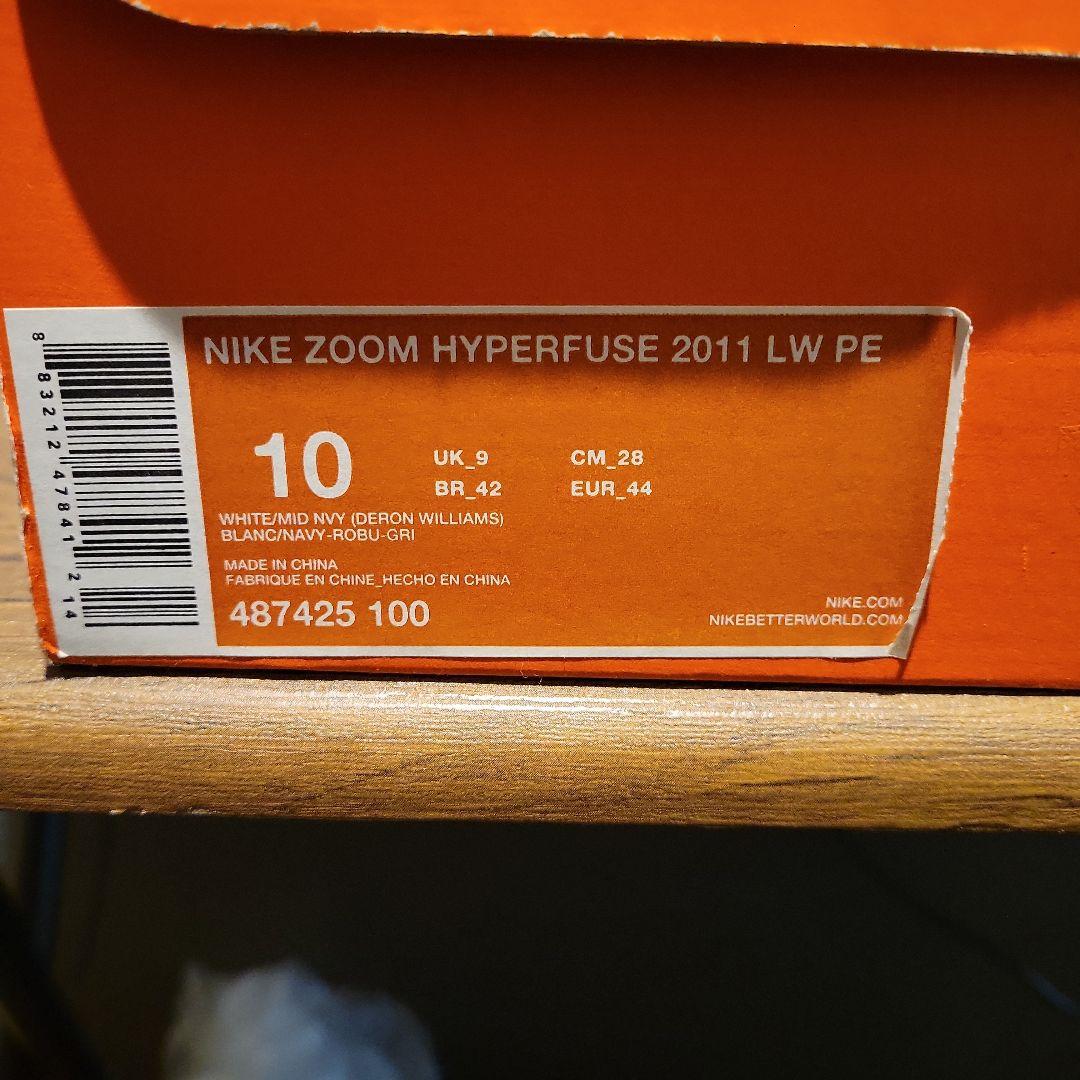 NIKE ZOOM HYPERFUSE 2011 LW PE
10
UK_9 CM_28
BR_42 EUR_44
WHITE/MID NVY (DERON WILLIAMS)
BLANC/NAVY-ROBU-GRI
MADE IN CHINA
FABRIQUE EN CHINE_HECHO EN CHINA
487425 100
NIKE.COM
NIKEBETTERWORLD.COM
8 83212 47841 2 14